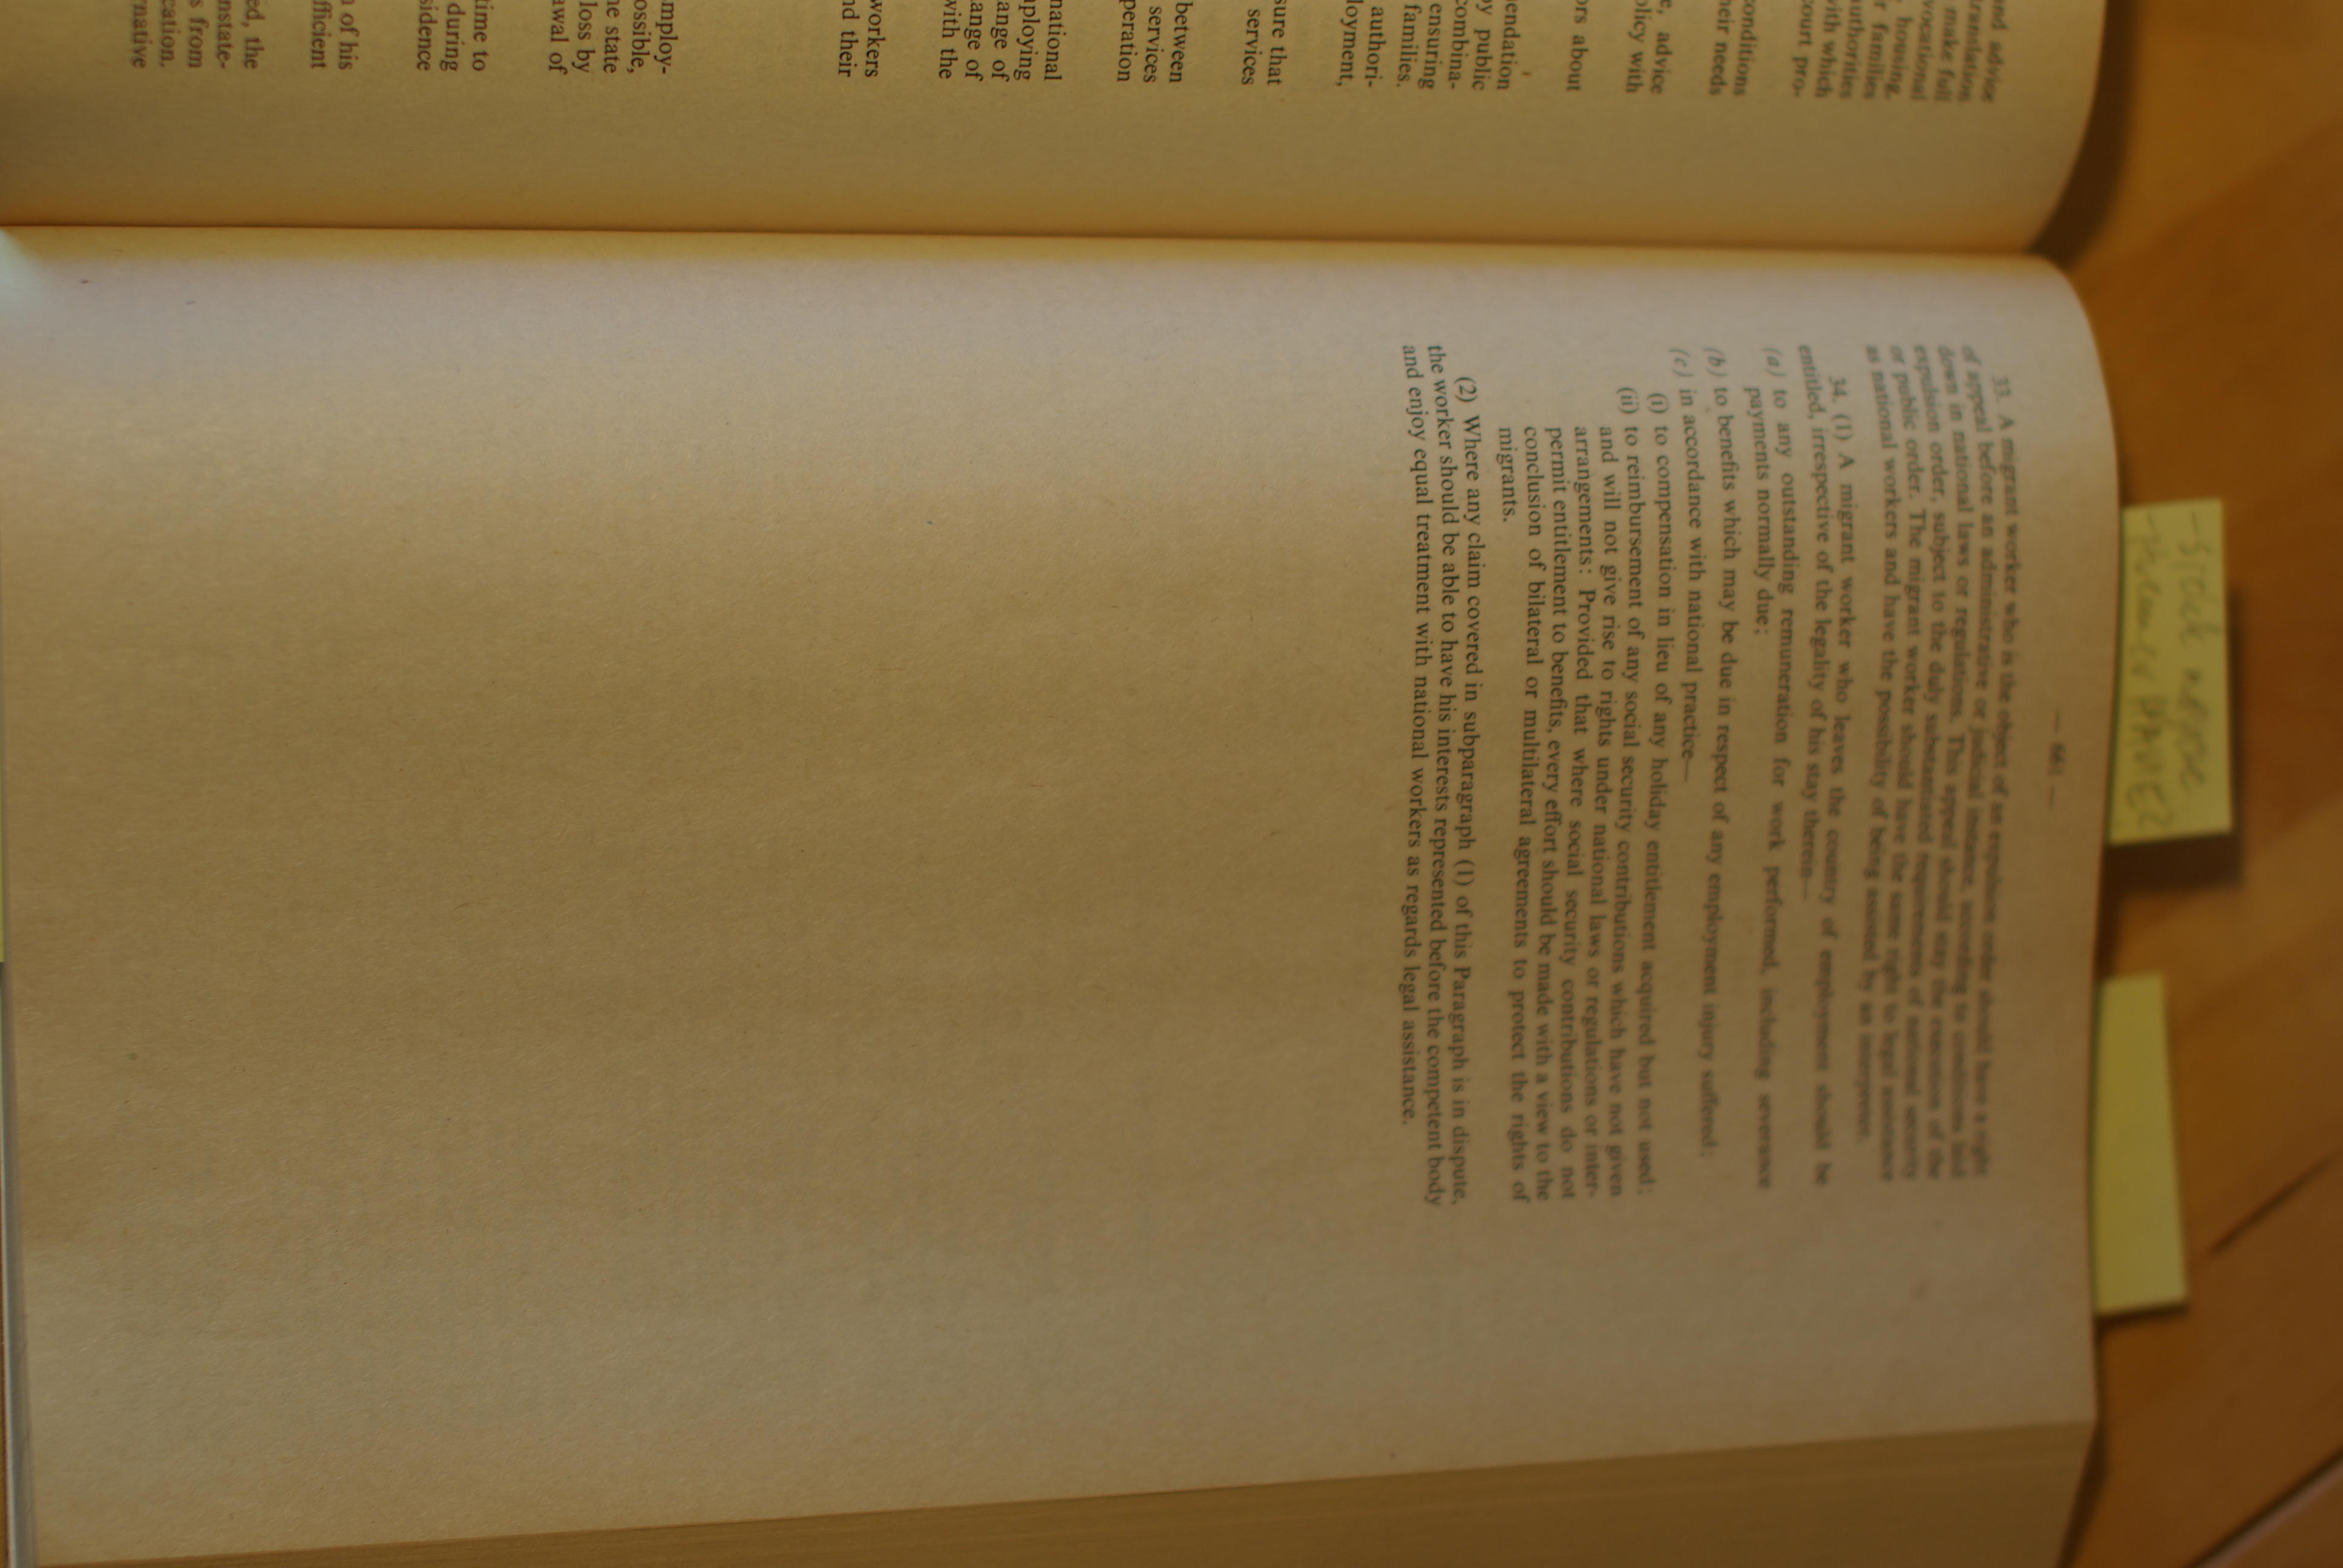 — 661 —
33. A migrant worker who is the object of an expulsion order should have a right
of appeal before an administrative or judicial instance, according to conditions laid
down in national laws or regulations. This appeal should stay the execution of the
expulsion order, subject to the duly substantiated requirements of national security
or public order. The migrant worker should have the same right to legal assistance
as national workers and have the possibility of being assisted by an interpreter.
34. (1) A migrant worker who leaves the country of employment should be
entitled, irrespective of the legality of his stay therein—
(a) to any outstanding remuneration for work performed, including severance
payments normally due;
(b) to benefits which may be due in respect of any employment injury suffered;
(c) in accordance with national practice—
(i) to compensation in lieu of any holiday entitlement acquired but not used;
(ii) to reimbursement of any social security contributions which have not given
and will not give rise to rights under national laws or regulations or inter-
arrangements: Provided that where social security contributions do not
permit entitlement to benefits, every effort should be made with a view to the
conclusion of bilateral or multilateral agreements to protect the rights of
migrants.
(2) Where any claim covered in subparagraph (1) of this Paragraph is in dispute,
the worker should be able to have his interests represented before the competent body
and enjoy equal treatment with national workers as regards legal assistance.
and advice
translation
make full
vocational
housing,
r families
authorities
with which
court pro-
conditions
heir needs
e, advice
olicy with
ors about
endation
by public
combina-
ensuring
families.
authori-
loyment,
sure that
services
between
services
peration
national
mploying
ange of
ange of
with the
workers
nd their
mploy-
ossible,
he state
loss by
awal of
time to
during
sidence
n of his
fficient
ed, the
nstate-
s from
cation.
rnative